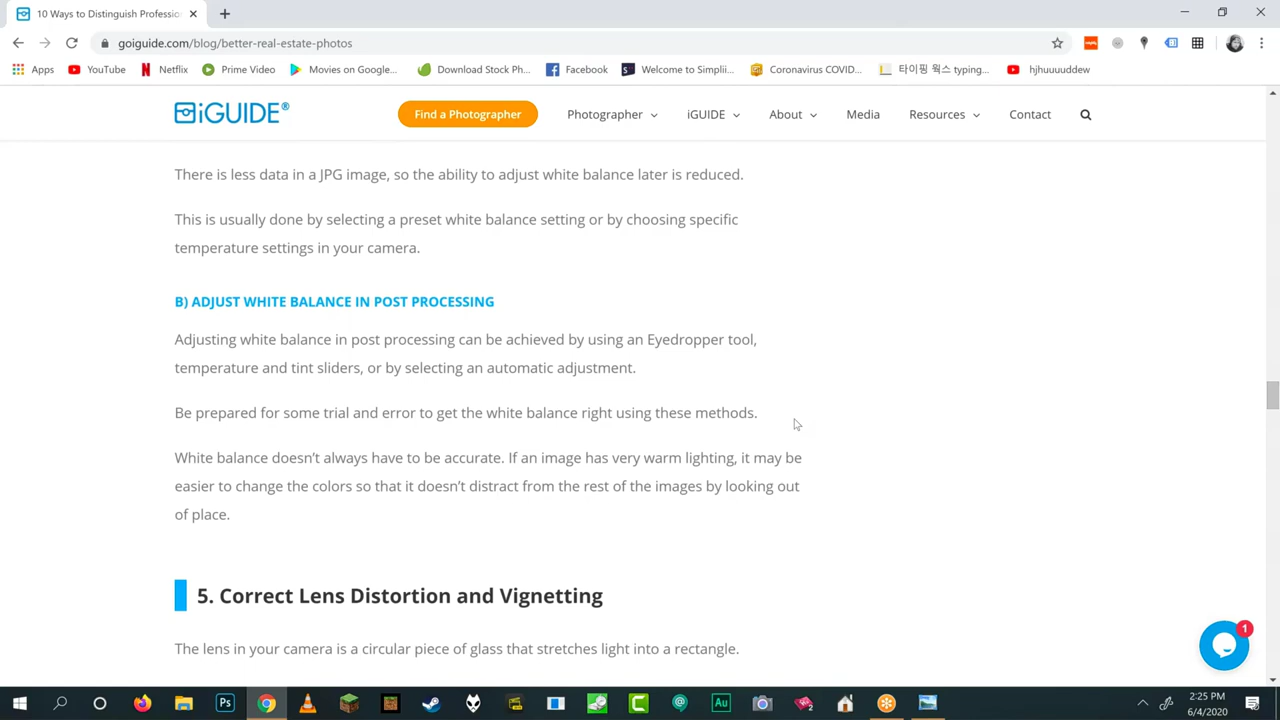 10 Ways to Distinguish Professio
goiguide.com/blog/better-real-estate-photos
Apps YouTube Netflix Prime Video Movies on Google... Download Stock Ph... Facebook Welcome to Simplii... Coronavirus COVID... 타이핑 웍스 typing... hjhuuuuddew
iGUIDE® Find a Photographer Photographer iGUIDE About Media Resources Contact
There is less data in a JPG image, so the ability to adjust white balance later is reduced.
This is usually done by selecting a preset white balance setting or by choosing specific
temperature settings in your camera.
B) ADJUST WHITE BALANCE IN POST PROCESSING
Adjusting white balance in post processing can be achieved by using an Eyedropper tool,
temperature and tint sliders, or by selecting an automatic adjustment.
Be prepared for some trial and error to get the white balance right using these methods.
White balance doesn’t always have to be accurate. If an image has very warm lighting, it may be
easier to change the colors so that it doesn’t distract from the rest of the images by looking out
of place.
5. Correct Lens Distortion and Vignetting
The lens in your camera is a circular piece of glass that stretches light into a rectangle.
1
Ps Au
2:25 PM
6/4/2020